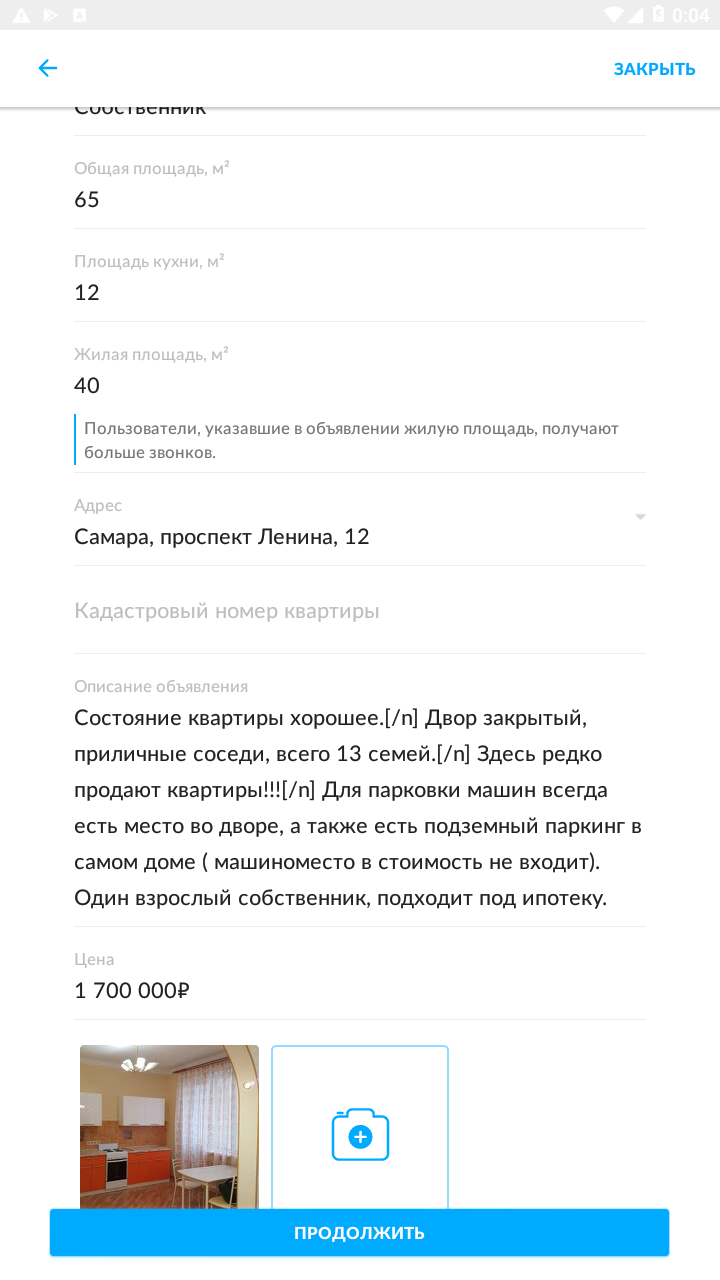 0:04
ЗАКРЫТЬ
Собственник
Общая площадь, м²
65
Площадь кухни, м²
12
Жилая площадь, м²
40
Пользователи, указавшие в объявлении жилую площадь, получают
больше звонков.
Адрес
Самара, проспект Ленина, 12
Кадастровый номер квартиры
Описание объявления
Состояние квартиры хорошее.[/n] Двор закрытый,
приличные соседи, всего 13 семей.[/n] Здесь редко
продают квартиры!!![/n] Для парковки машин всегда
есть место во дворе, а также есть подземный паркинг в
самом доме ( машиноместо в стоимость не входит).
Один взрослый собственник, подходит под ипотеку.
Цена
1 700 000₽
ПРОДОЛЖИТЬ